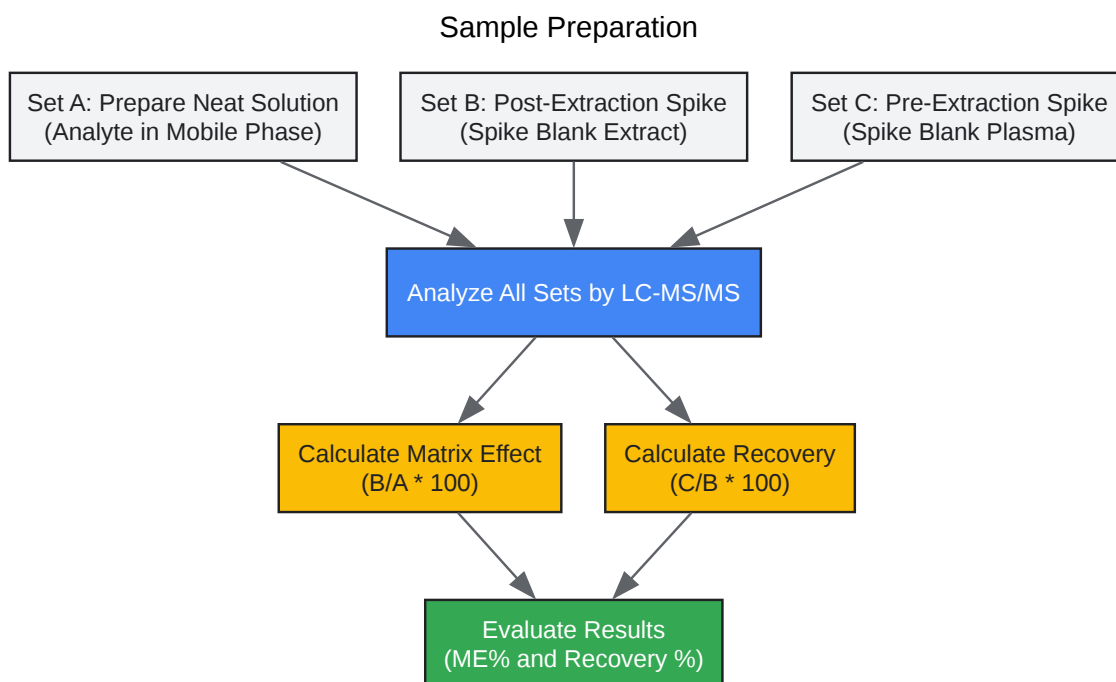 Sample Preparation
Set A: Prepare Neat Solution
(Analyte in Mobile Phase)
Set B: Post-Extraction Spike
(Spike Blank Extract)
Set C: Pre-Extraction Spike
(Spike Blank Plasma)
Analyze All Sets by LC-MS/MS
Calculate Matrix Effect
(B/A * 100)
Calculate Recovery
(C/B * 100)
Evaluate Results
(ME% and Recovery %)